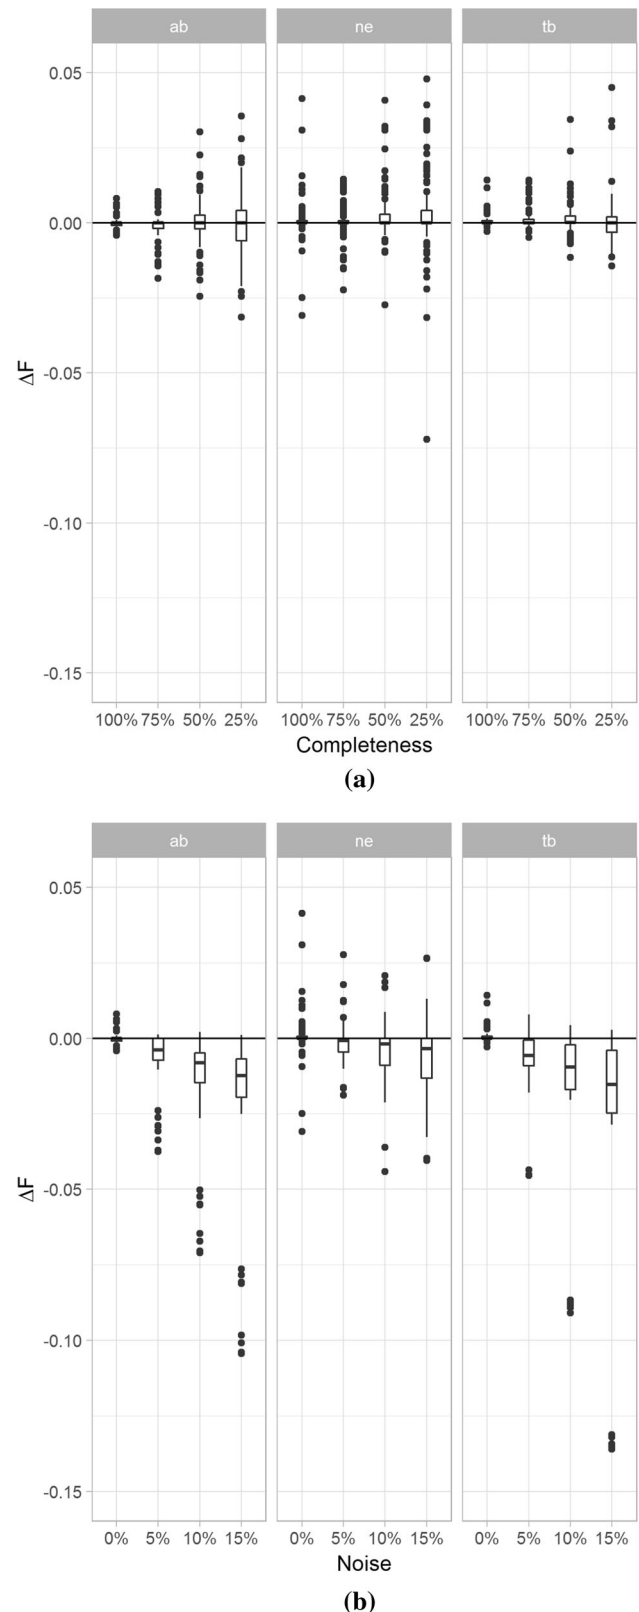 ab ne tb
0.05
0.00
-0.05
-0.10
-0.15
ΔF
100% 75% 50% 25% 100% 75% 50% 25% 100% 75% 50% 25%
Completeness
(a)
ab ne tb
0.05
0.00
-0.05
-0.10
-0.15
ΔF
0% 5% 10% 15% 0% 5% 10% 15% 0% 5% 10% 15%
Noise
(b)